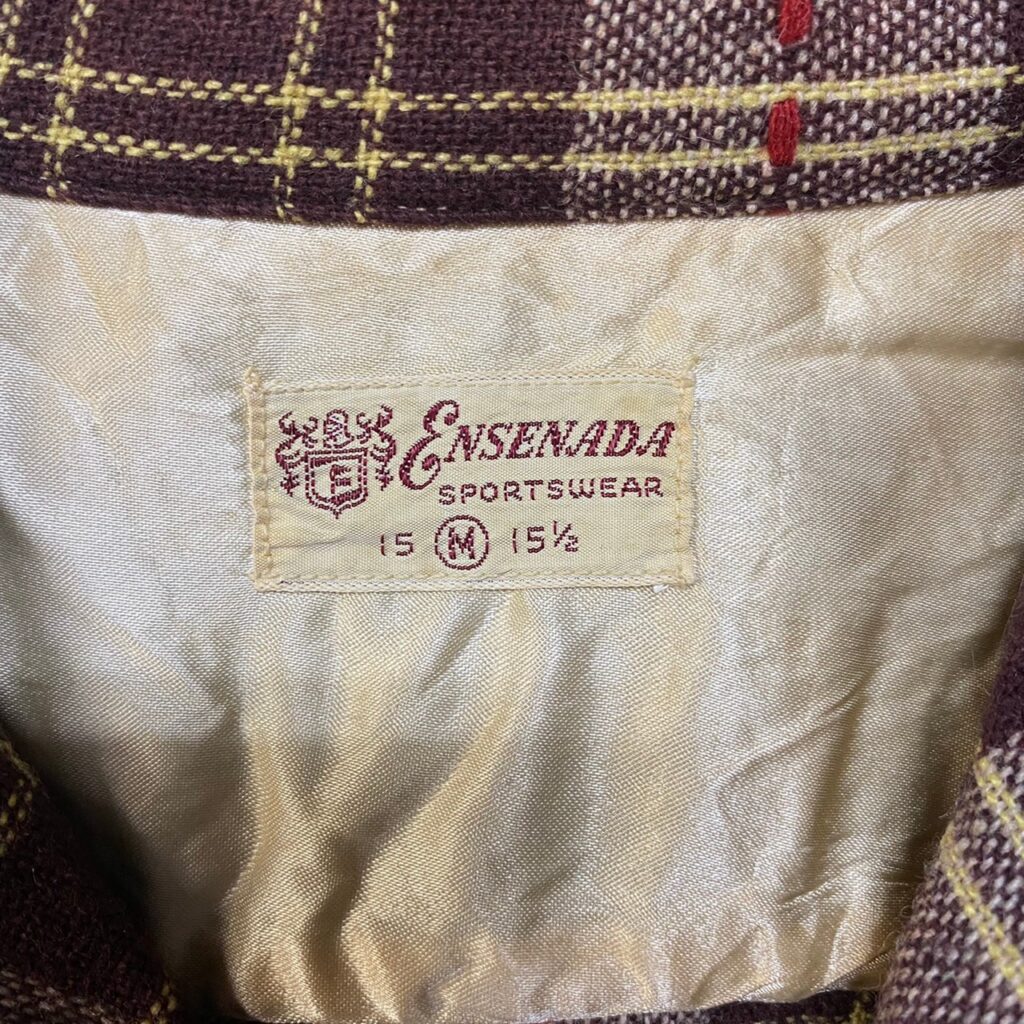 E
ENSENADA
SPORTSWEAR
15 M 15½